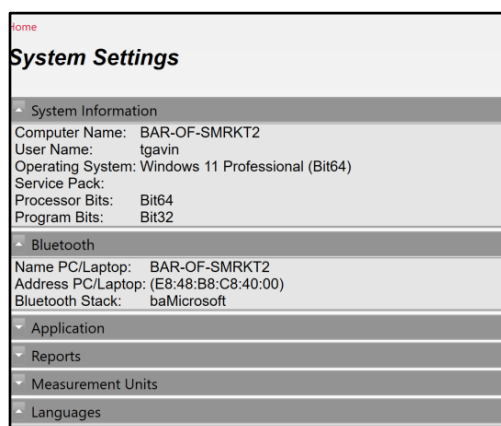 Home
System Settings
System Information
Computer Name: BAR-OF-SMRKT2
User Name: tgavin
Operating System: Windows 11 Professional (Bit64)
Service Pack:
Processor Bits: Bit64
Program Bits: Bit32
Bluetooth
Name PC/Laptop: BAR-OF-SMRKT2
Address PC/Laptop: (E8:48:B8:C8:40:00)
Bluetooth Stack: baMicrosoft
Application
Reports
Measurement Units
Languages